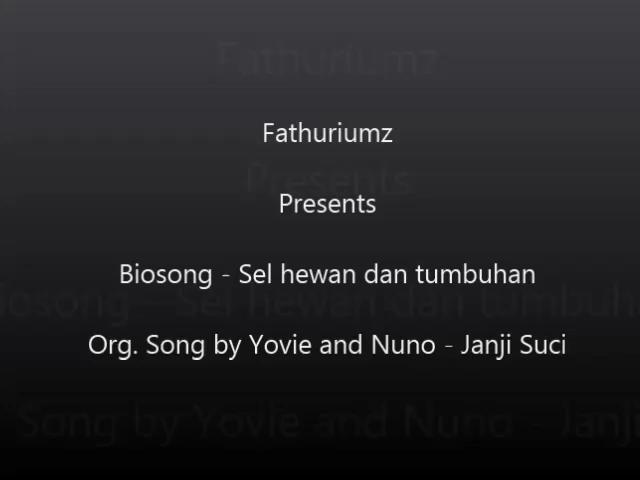 Fathuriumz
Presents
Biosong - Sel hewan dan tumbuhan
Org. Song by Yovie and Nuno - Janji Suci